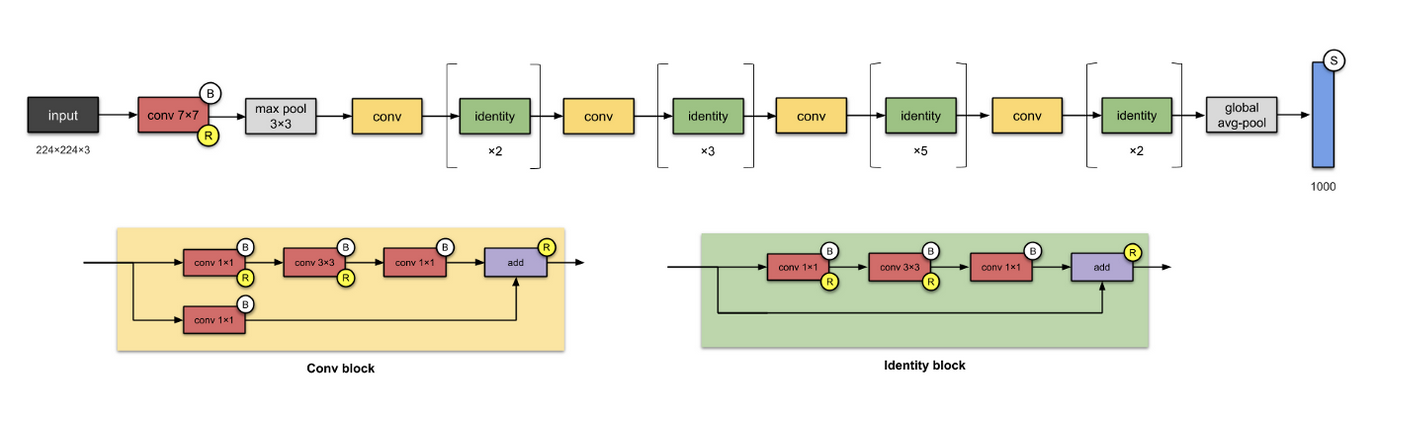 input
224×224×3
conv 7×7
B
R
max pool
3×3
conv
identity
×2
conv
identity
×3
conv
identity
×5
conv
identity
×2
global
avg-pool
S
1000
conv 1×1
B
R
conv 3×3
B
R
conv 1×1
B
add
R
conv 1×1
B
Conv block
conv 1×1
B
R
conv 3×3
B
R
conv 1×1
B
add
R
Identity block